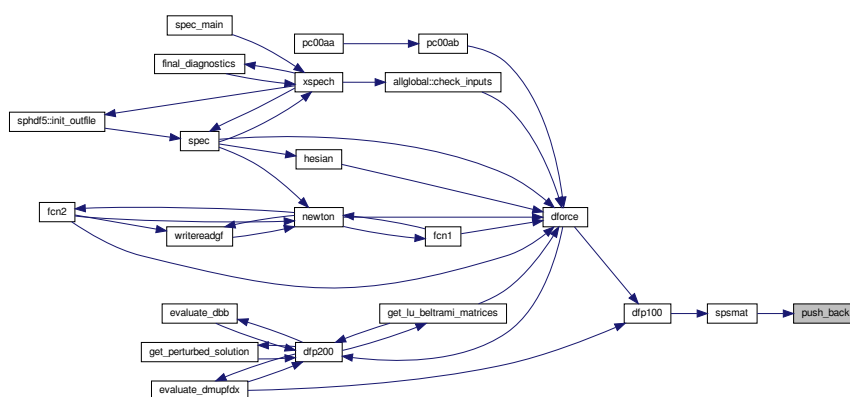 spec_main
pc00aa
pc00ab
final_diagnostics
xspech
allglobal::check_inputs
sphdf5::init_outfile
spec
hesian
fcn2
newton
dforce
writereadgf
fcn1
evaluate_dbb
get_lu_beltrami_matrices
dfp100
spsmat
push_back
get_perturbed_solution
dfp200
evaluate_dmupfdx